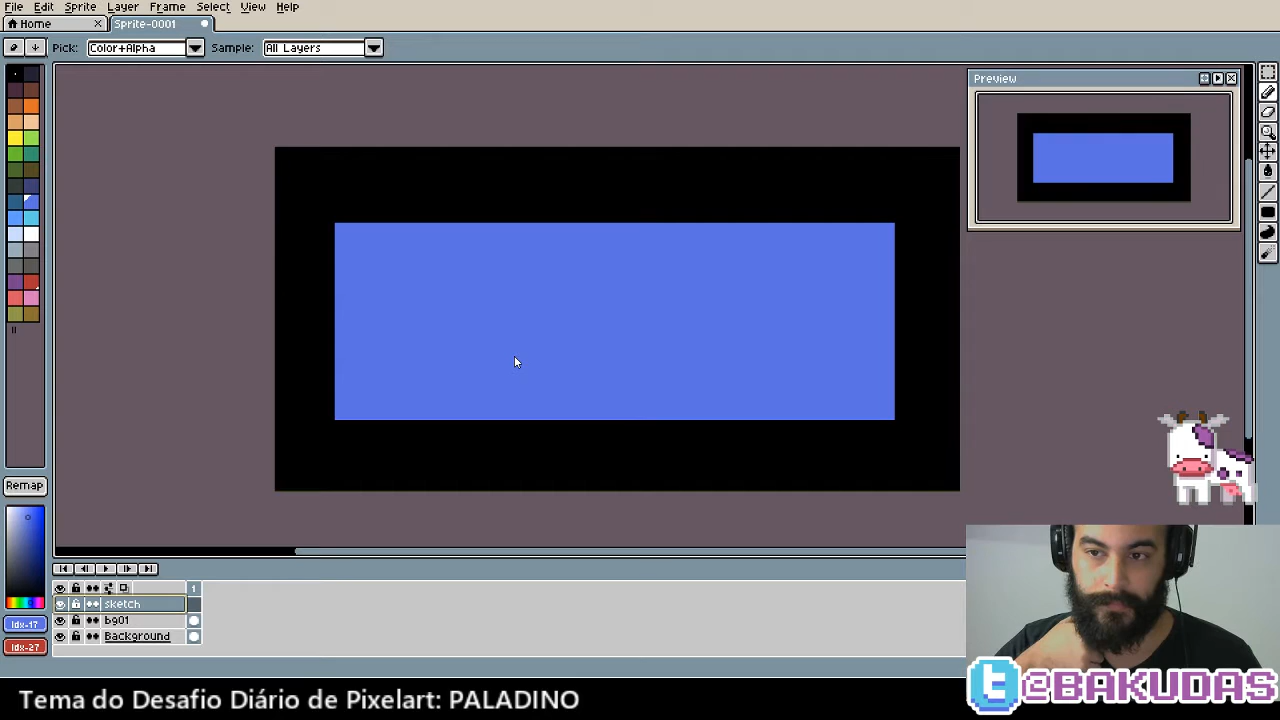 File Edit Sprite Layer Frame Select View Help
Home Sprite-0001
Pick: Color+Alpha Sample: All Layers
Preview
Remap
sketch
bg01
Background
1
Idx-17
Idx-27
Tema do Desafio Diário de Pixelart: PALADINO
@BAKUDAS